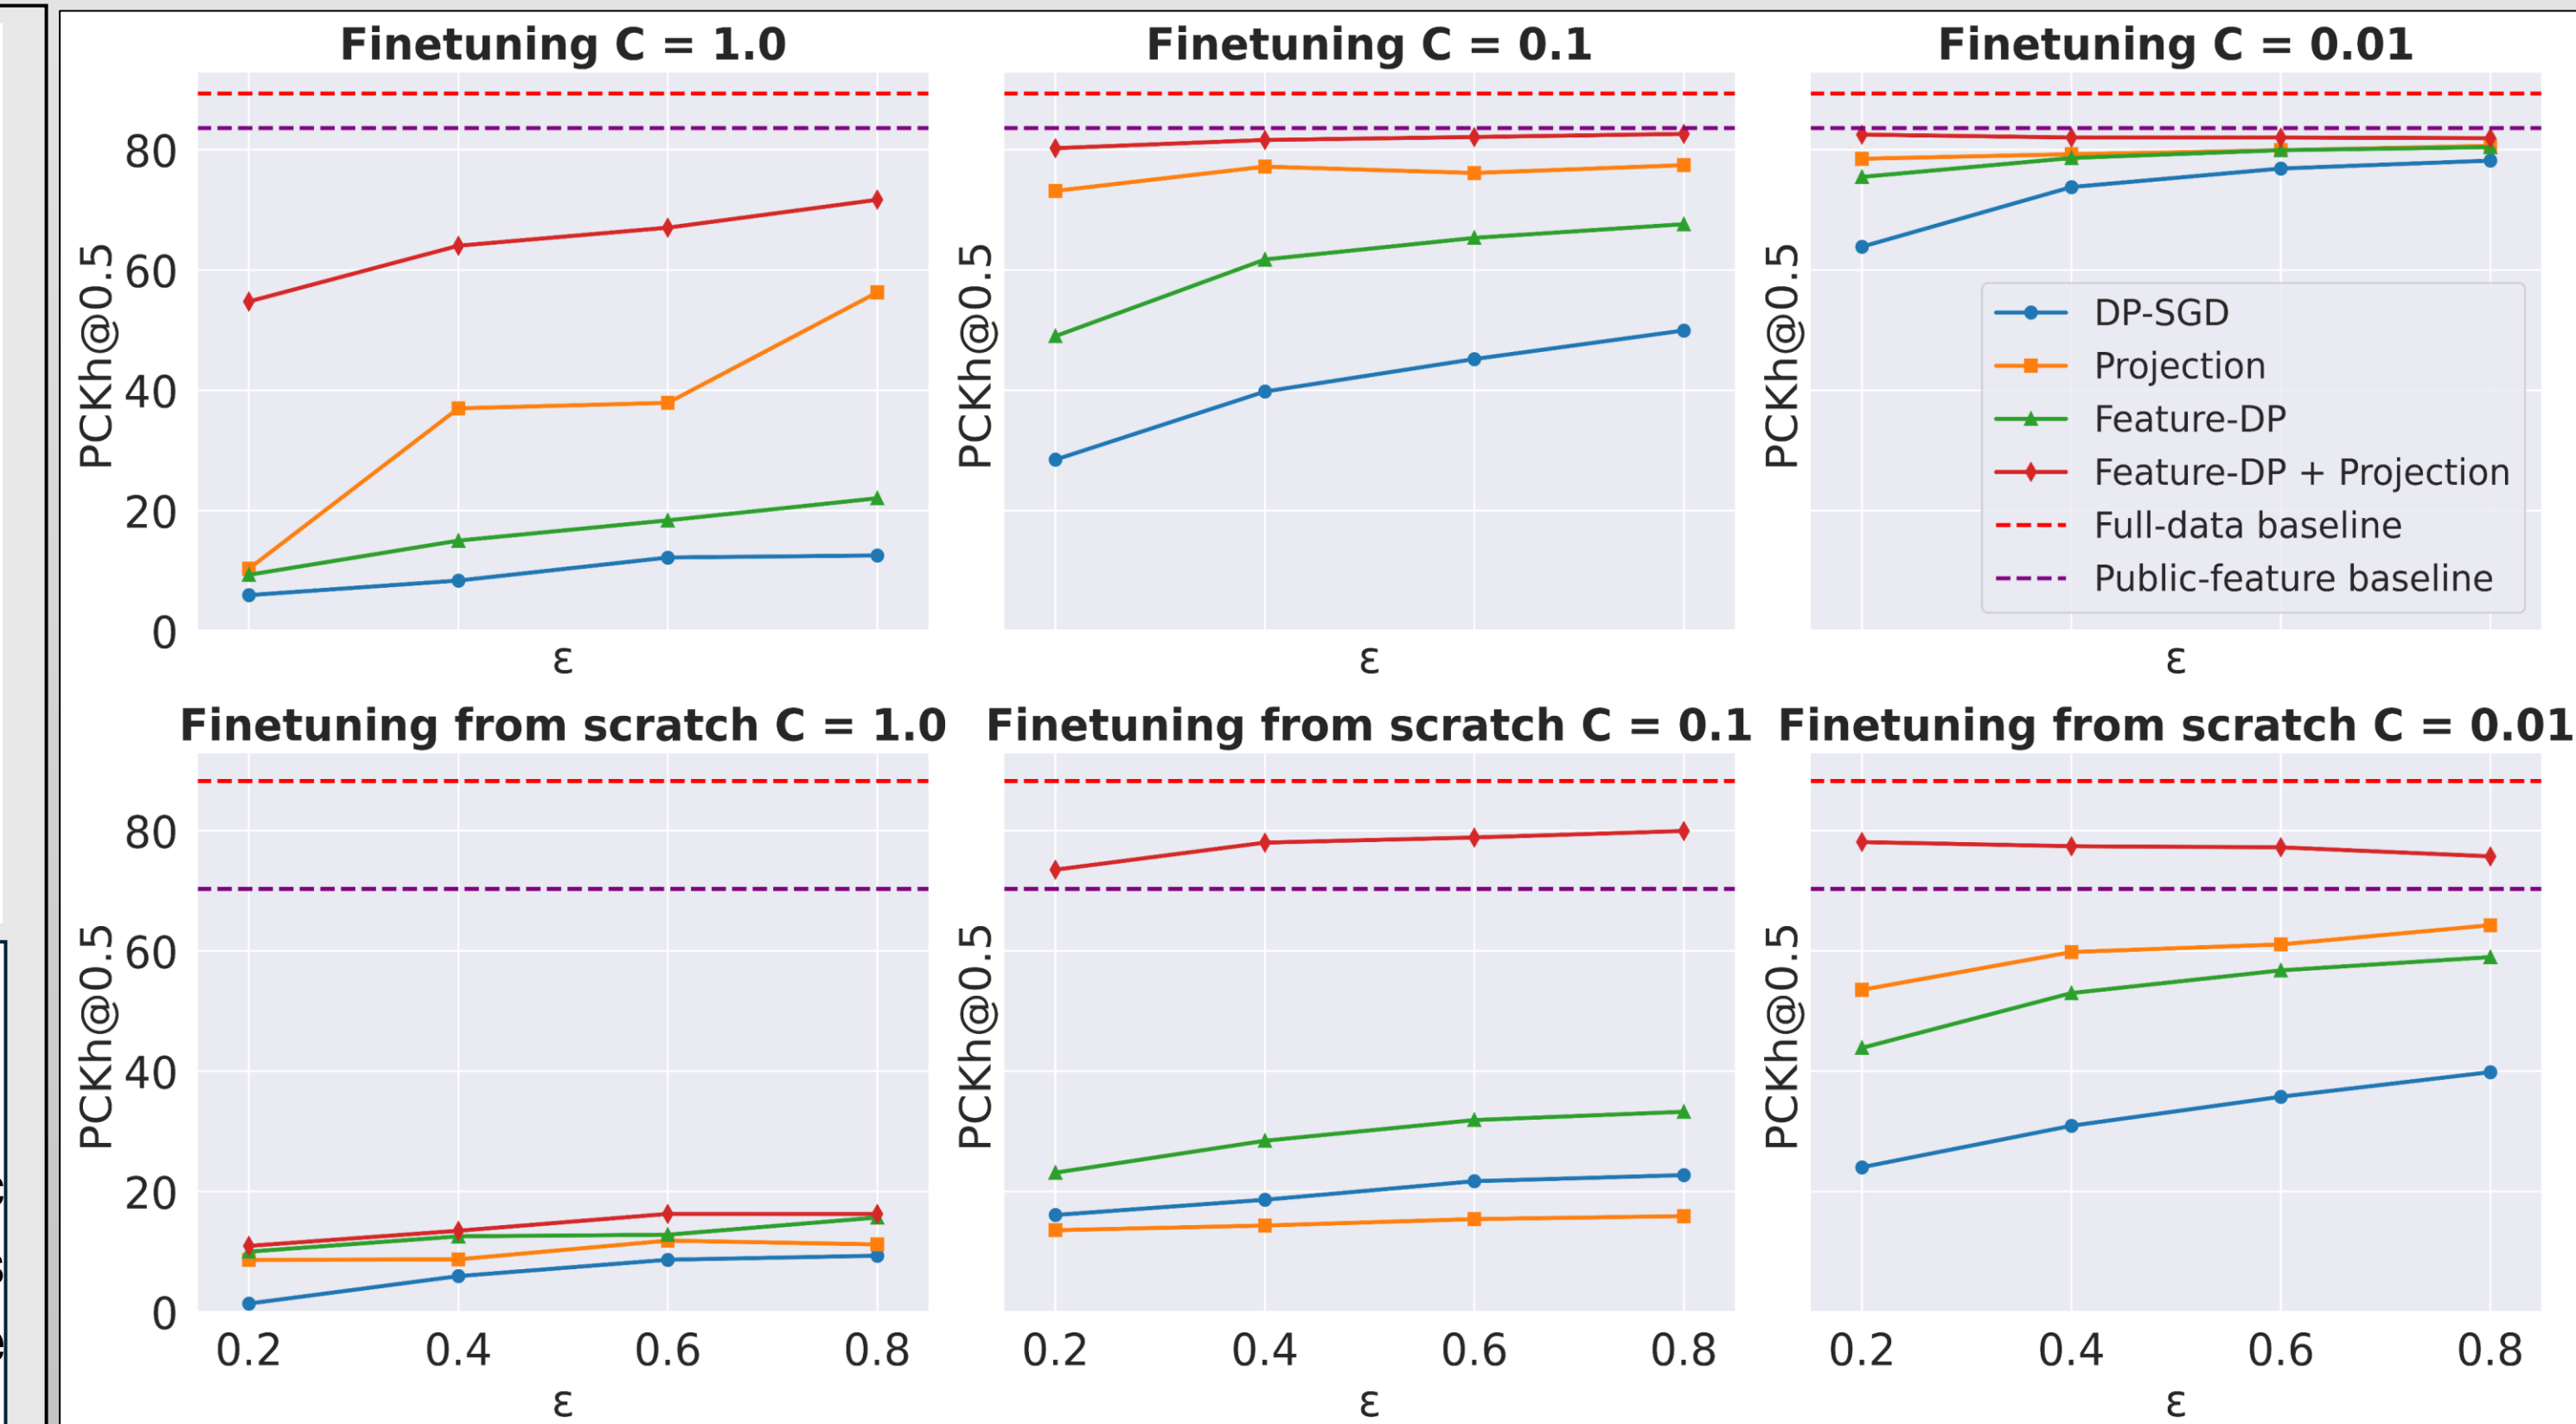 Finetuning C = 1.0
PCKh@0.5
80
60
40
20
0
ε
Finetuning C = 0.1
PCKh@0.5
ε
Finetuning C = 0.01
PCKh@0.5
DP-SGD
Projection
Feature-DP
Feature-DP + Projection
Full-data baseline
Public-feature baseline
ε
Finetuning from scratch C = 1.0
PCKh@0.5
80
60
40
20
0
0.2 0.4 0.6 0.8
ε
Finetuning from scratch C = 0.1
PCKh@0.5
0.2 0.4 0.6 0.8
ε
Finetuning from scratch C = 0.01
PCKh@0.5
0.2 0.4 0.6 0.8
ε